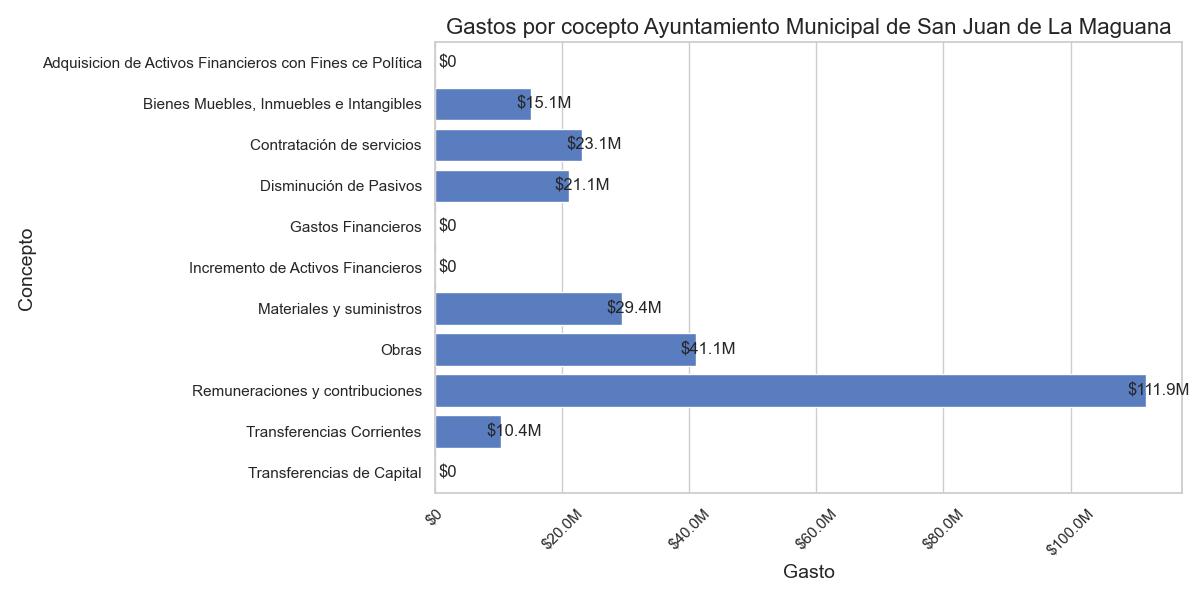 Gastos por cocepto Ayuntamiento Municipal de San Juan de La Maguana
Concepto
Adquisicion de Activos Financieros con Fines ce Política $0
Bienes Muebles, Inmuebles e Intangibles $15.1M
Contratación de servicios $23.1M
Disminución de Pasivos $21.1M
Gastos Financieros $0
Incremento de Activos Financieros $0
Materiales y suministros $29.4M
Obras $41.1M
Remuneraciones y contribuciones $111.9M
Transferencias Corrientes $10.4M
Transferencias de Capital $0
$0 $20.0M $40.0M $60.0M $80.0M $100.0M
Gasto